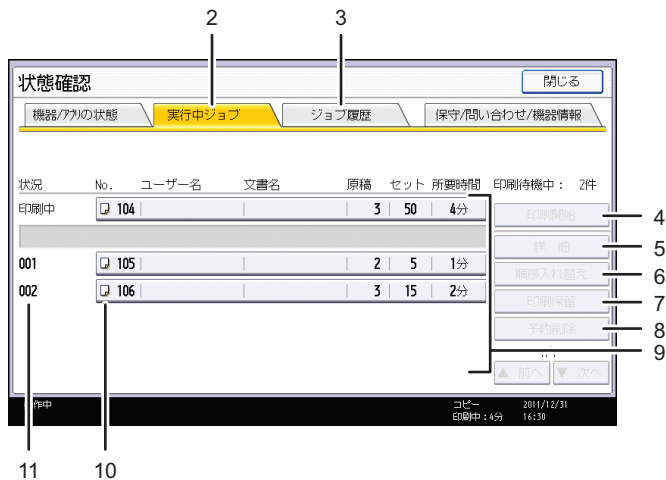 2 3
状態確認 閉じる
機器/アプリの状態 実行中ジョブ ジョブ履歴 保守/問い合わせ/機器情報
状況 No. ユーザー名 文書名 原稿 セット 所要時間 印刷待機中： 2件
印刷中 104 3 50 4分 印刷開始 4
詳細 5
001 105 2 5 1分 順序入れ替え 6
002 106 3 15 2分 印刷保留 7
予約削除 8
9
▲ 前へ ▼ 次へ
作中 コピー 2011/12/31
印刷中：4分 16:30
11 10